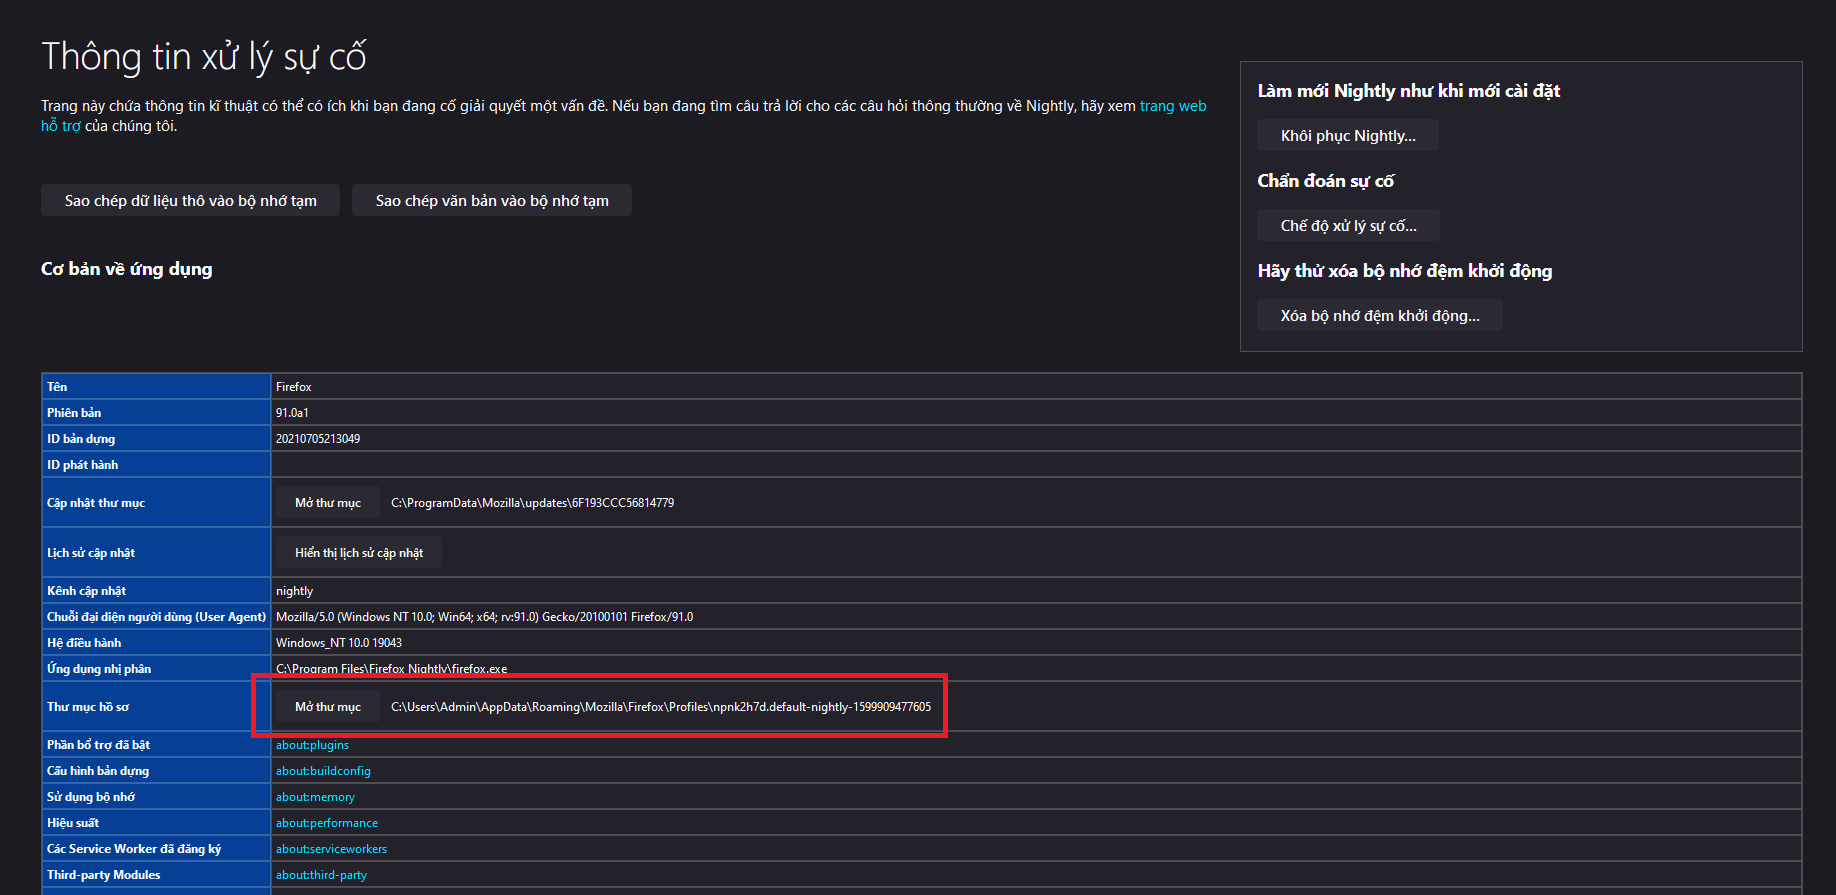 Thông tin xử lý sự cố
Trang này chứa thông tin kĩ thuật có thể có ích khi bạn đang cố giải quyết một vấn đề. Nếu bạn đang tìm câu trả lời cho các câu hỏi thông thường về Nightly, hãy xem trang web
hỗ trợ của chúng tôi.
Làm mới Nightly như khi mới cài đặt
Khôi phục Nightly...
Chẩn đoán sự cố
Chế độ xử lý sự cố...
Hãy thử xóa bộ nhớ đệm khởi động
Xóa bộ nhớ đệm khởi động...
Sao chép dữ liệu thô vào bộ nhớ tạm Sao chép văn bản vào bộ nhớ tạm
Cơ bản về ứng dụng
Tên Firefox
Phiên bản 91.0a1
ID bản dựng 20210705213049
ID phát hành
Cập nhật thư mục Mở thư mục C:\ProgramData\Mozilla\updates\6F193CCC56814779
Lịch sử cập nhật Hiển thị lịch sử cập nhật
Kênh cập nhật nightly
Chuỗi đại diện người dùng (User Agent) Mozilla/5.0 (Windows NT 10.0; Win64; x64; rv:91.0) Gecko/20100101 Firefox/91.0
Hệ điều hành Windows_NT 10.0 19043
Ứng dụng nhị phân C:\Program Files\Firefox Nightly\firefox.exe
Thư mục hồ sơ Mở thư mục C:\Users\Admin\AppData\Roaming\Mozilla\Firefox\Profiles\npnk2h7d.default-nightly-1599909477605
Phần bổ trợ đã bật about:plugins
Cấu hình bản dựng about:buildconfig
Sử dụng bộ nhớ about:memory
Hiệu suất about:performance
Các Service Worker đã đăng ký about:serviceworkers
Third-party Modules about:third-party